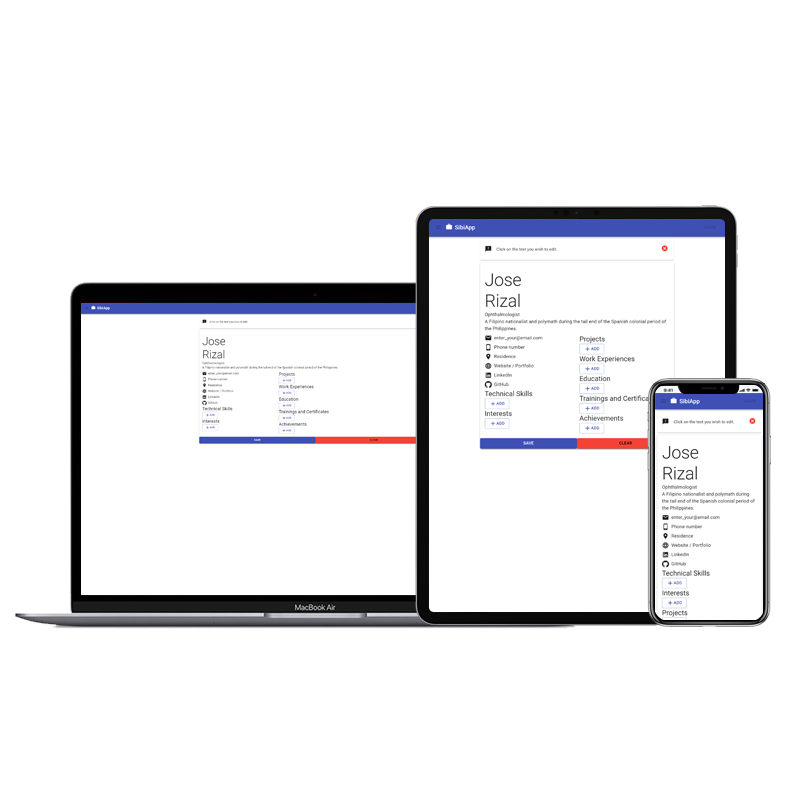 SibiApp
Click on the text you wish to edit.
Jose
Rizal
Ophthalmologist
A Filipino nationalist and polymath during the tail end of the Spanish colonial period of the Philippines.
enter_your@email.com
Phone number
Residence
Website / Portfolio
LinkedIn
GitHub
Technical Skills
+ ADD
Interests
+ ADD
Projects
+ ADD
Work Experiences
+ ADD
Education
+ ADD
Trainings and Certificates
+ ADD
Achievements
+ ADD
SAVE
CLEAR
MacBook Air
SibiApp
Click on the text you wish to edit.
Jose
Rizal
Ophthalmologist
A Filipino nationalist and polymath during the tail end of the Spanish colonial period of
the Philippines.
enter_your@email.com
Phone number
Residence
Website / Portfolio
LinkedIn
GitHub
Technical Skills
+ ADD
Interests
+ ADD
Projects
+ ADD
Work Experiences
+ ADD
Education
+ ADD
Trainings and Certifica
+ ADD
Achievements
+ ADD
SAVE
CLEAR
9:41
SibiApp
Click on the text you wish to edit.
Jose
Rizal
Ophthalmologist
A Filipino nationalist and polymath during
the tail end of the Spanish colonial period of
the Philippines.
enter_your@email.com
Phone number
Residence
Website / Portfolio
LinkedIn
GitHub
Technical Skills
+ ADD
Interests
+ ADD
Projects